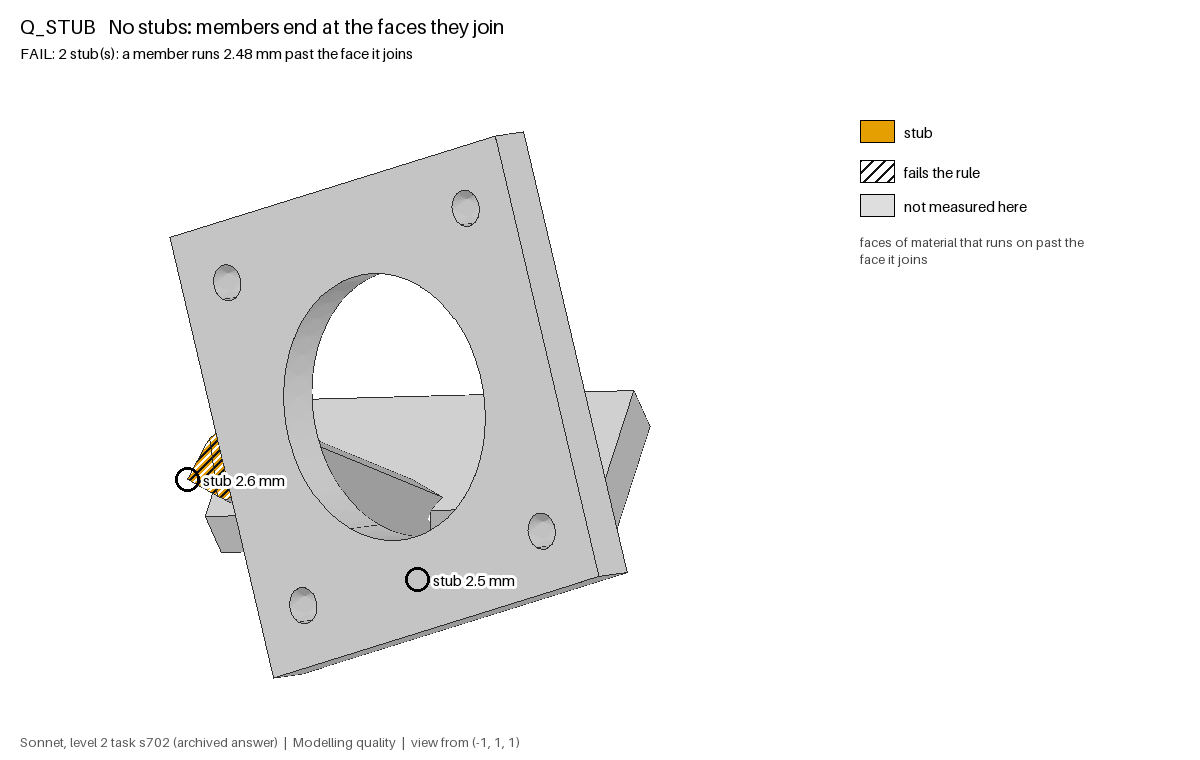 Q_STUB No stubs: members end at the faces they join
FAIL: 2 stub(s): a member runs 2.48 mm past the face it joins
stub
fails the rule
not measured here
faces of material that runs on past the
face it joins
stub 2.6 mm
stub 2.5 mm
Sonnet, level 2 task s702 (archived answer) | Modelling quality | view from (-1, 1, 1)